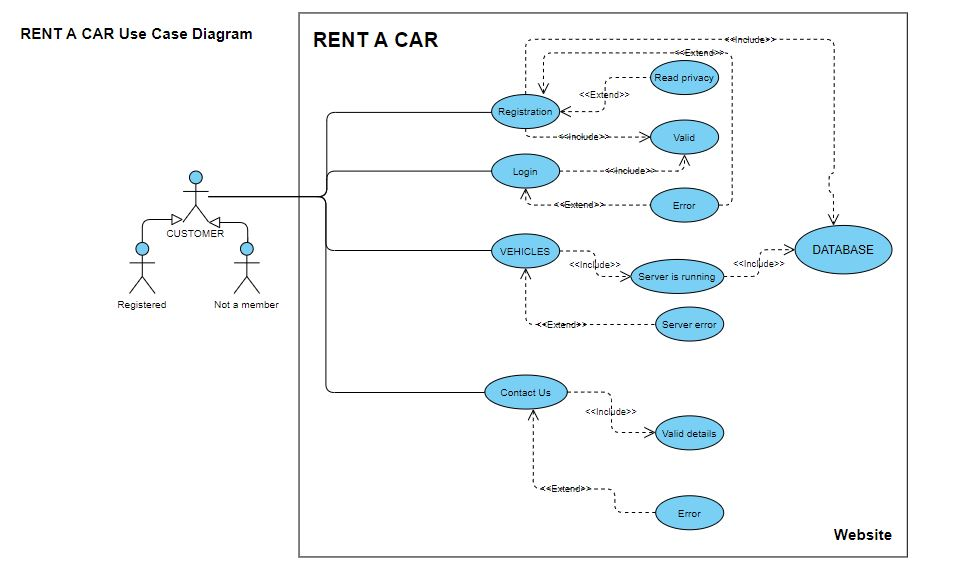 RENT A CAR Use Case Diagram
RENT A CAR
<<Include>>
<<Extend>>
Read privacy
<<Extend>>
Registration
<<Include>>
Valid
Login
<<Include>>
<<Extend>>
Error
CUSTOMER
Registered
Not a member
VEHICLES
<<Include>>
Server is running
<<Include>>
DATABASE
<<Extend>>
Server error
Contact Us
<<Include>>
Valid details
<<Extend>>
Error
Website